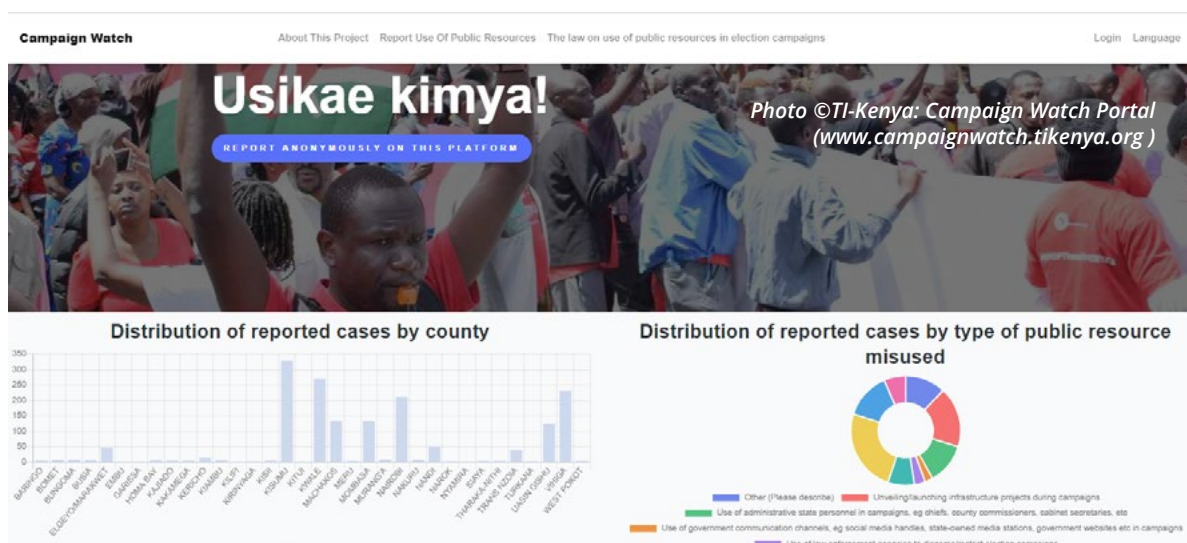 Campaign Watch
About This Project Report Use Of Public Resources The law on use of public resources in election campaigns
Login Language
Usikae kimya!
REPORT ANONYMOUSLY ON THIS PLATFORM
Photo ©TI-Kenya: Campaign Watch Portal
(www.campaignwatch.tikenya.org )
Distribution of reported cases by county
350
300
250
200
150
100
50
0
BARINGO
BOMET
BUNGOMA
BUSIA
ELGEYO/MARAKWET
EMBU
GARISSA
HOMA BAY
KAJIADO
KAKAMEGA
KERICHO
KIAMBU
KILIFI
KIRINYAGA
KISII
KISUMU
KITUI
KWALE
MACHAKOS
MERU
MOMBASA
MURANG'A
NAIROBI
NAKURU
NANDI
NAROK
NYAMIRA
SIAYA
THARAKA-NITHI
TRANS NZOIA
TURKANA
UASIN GISHU
VIHIGA
WEST POKOT
Distribution of reported cases by type of public resource
misused
Other (Please describe) Unveiling/launching infrastructure projects during campaigns
Use of administrative state personnel in campaigns, eg chiefs, county commissioners, cabinet secretaries, etc
Use of government communication channels, eg social media handles, state-owned media stations, government websites etc in campaigns